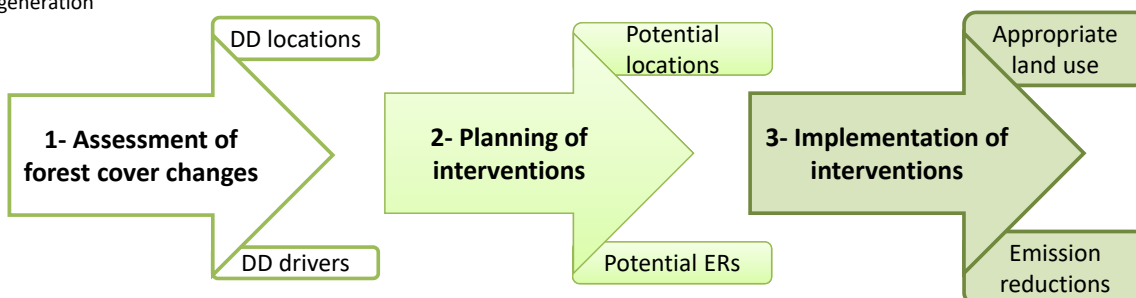 generation
DD locations
1- Assessment of
forest cover changes
DD drivers
Potential
locations
2- Planning of
interventions
Potential ERs
Appropriate
land use
3- Implementation of
interventions
Emission
reductions